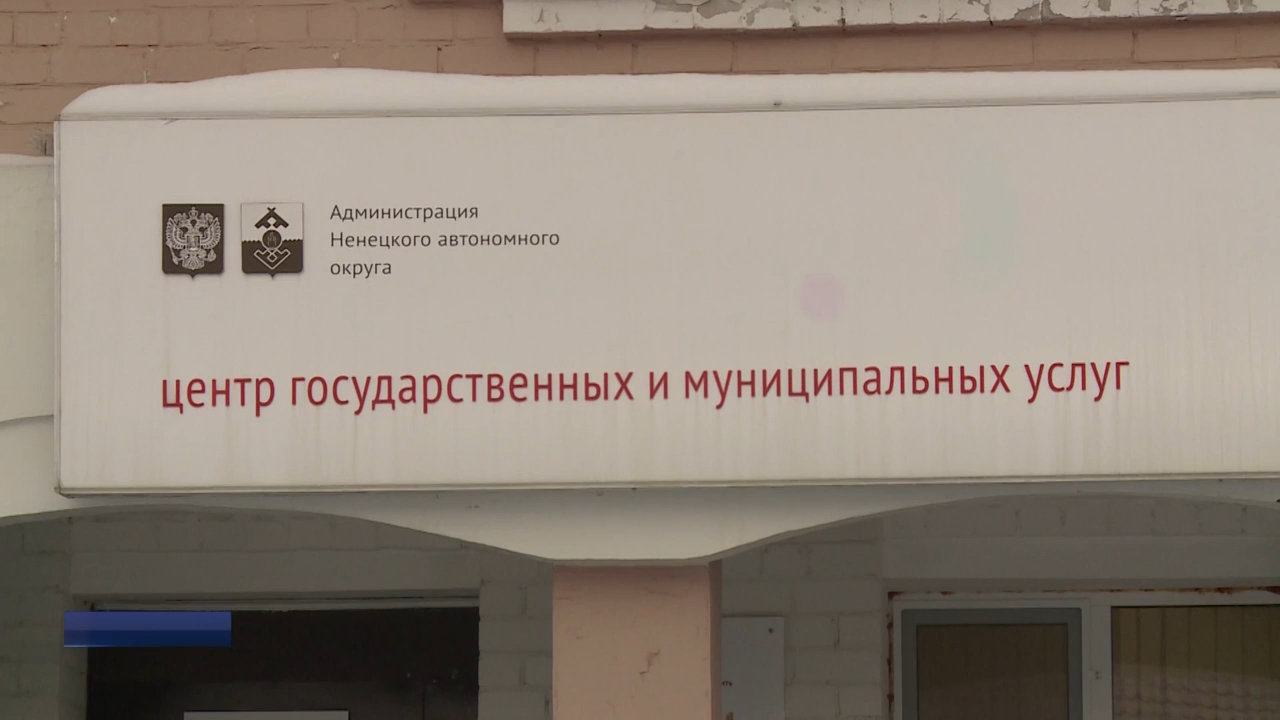 Администрация
Ненецкого автономного
округа
центр государственных и муниципальных услуг